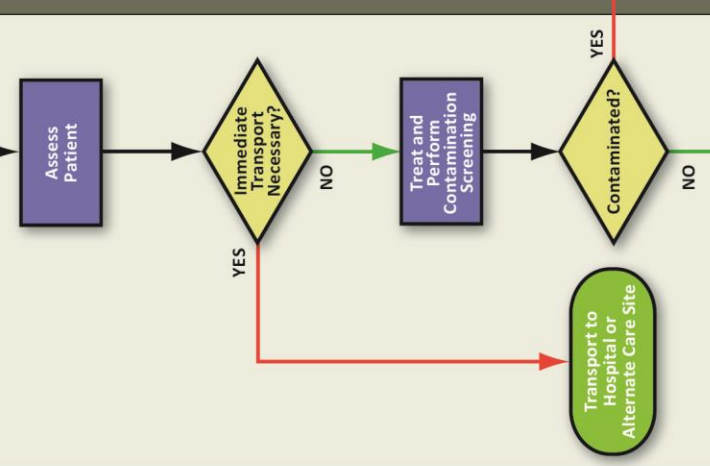 Assess
Patient
Immediate
Transport
Necessary?
YES
NO
Treat and
Perform
Contamination
Screening
Contaminated?
YES
NO
Transport to
Hospital or
Alternate Care Site